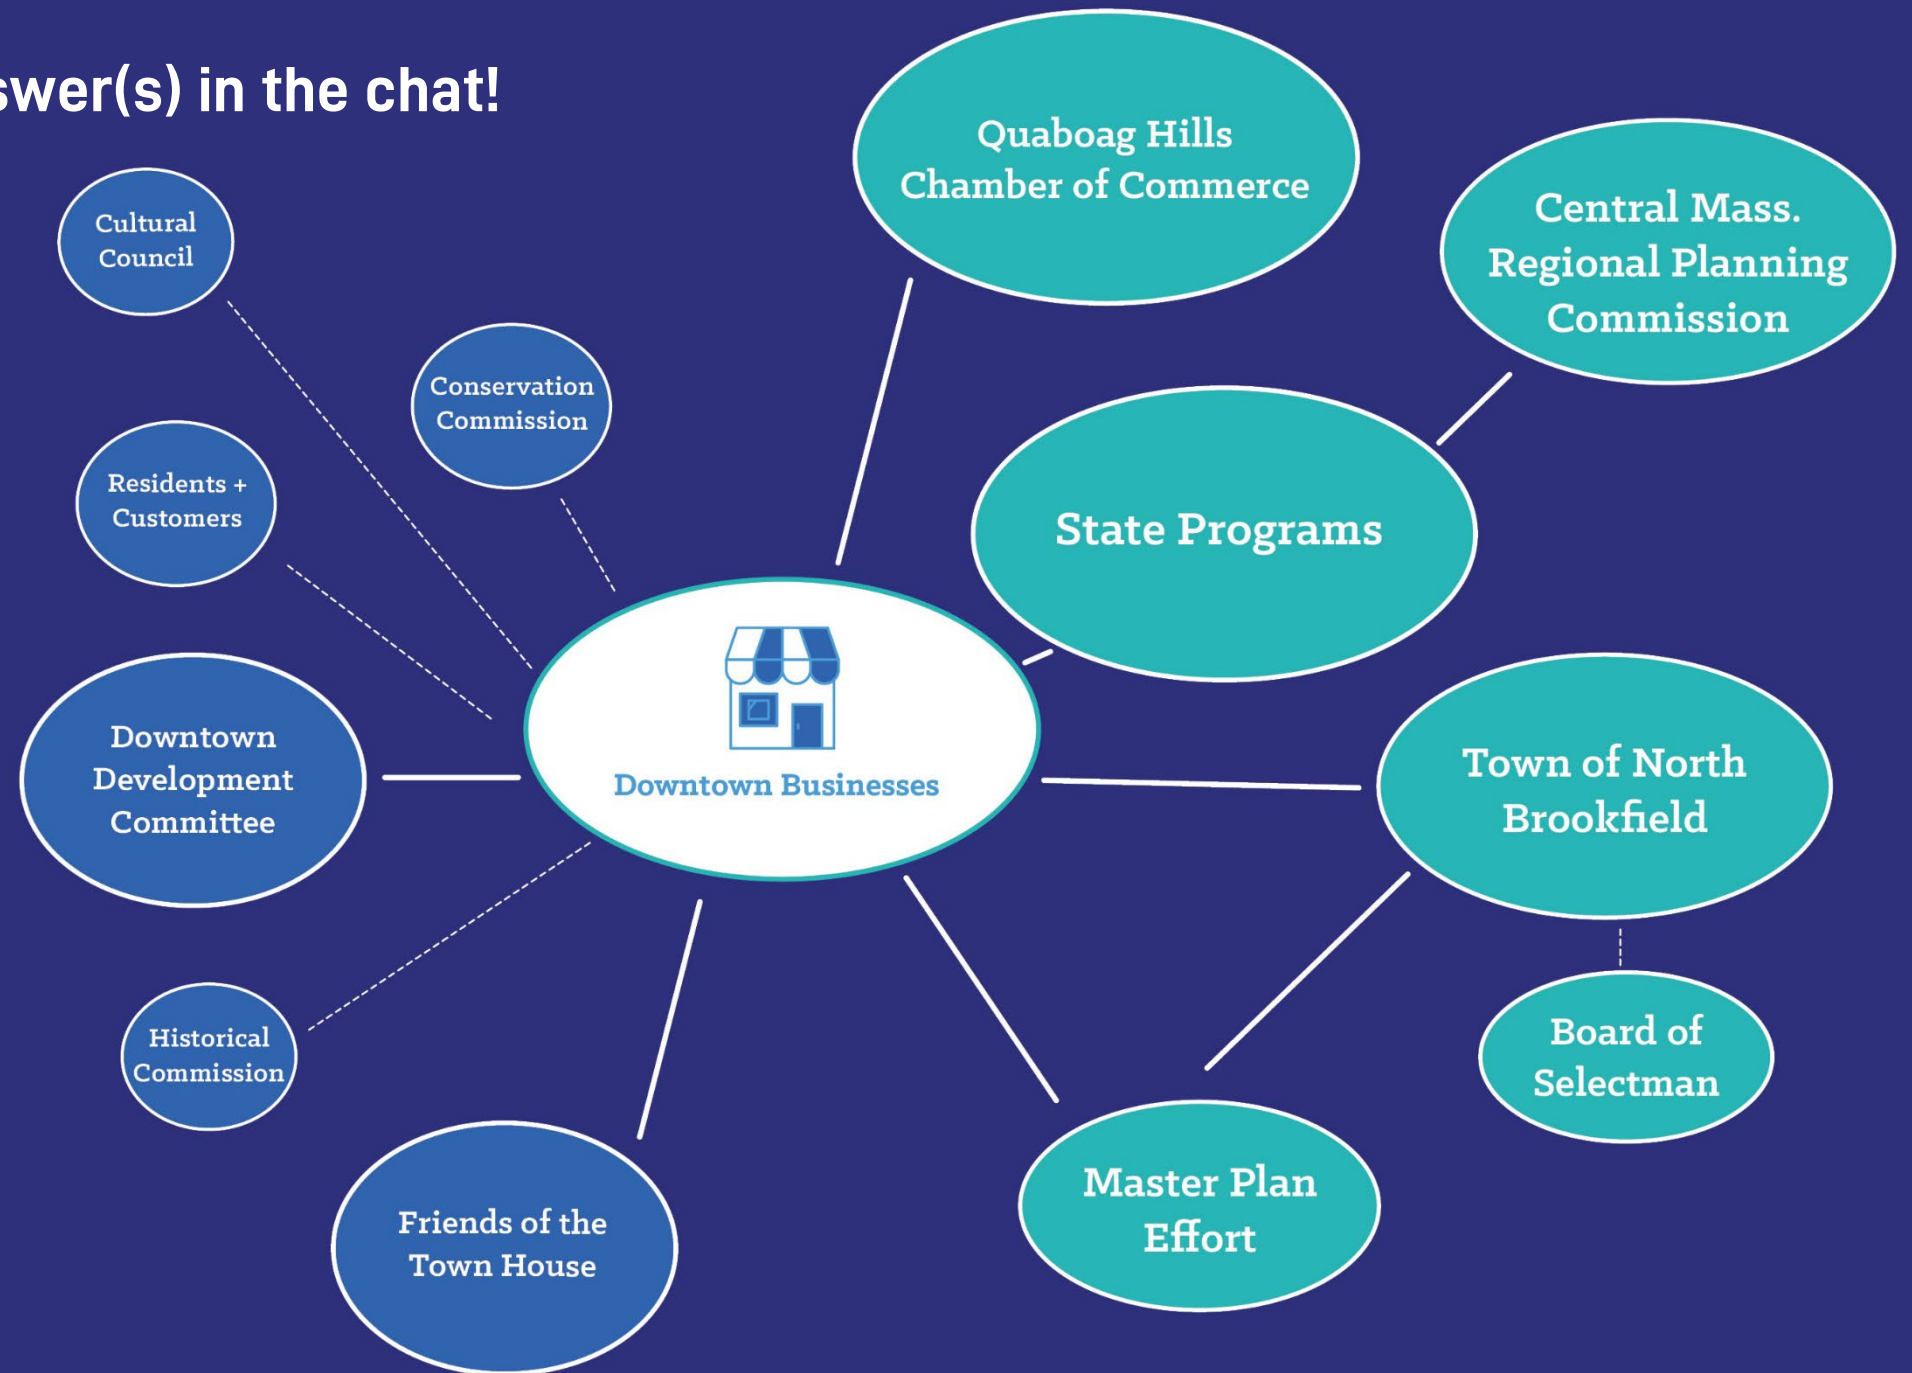 swer(s) in the chat!
Quaboag Hills
Chamber of Commerce
Central Mass.
Regional Planning
Commission
Cultural
Council
Conservation
Commission
Residents +
Customers
State Programs
Downtown
Development
Committee
Downtown Businesses
Town of North
Brookfield
Historical
Commission
Board of
Selectman
Friends of the
Town House
Master Plan
Effort